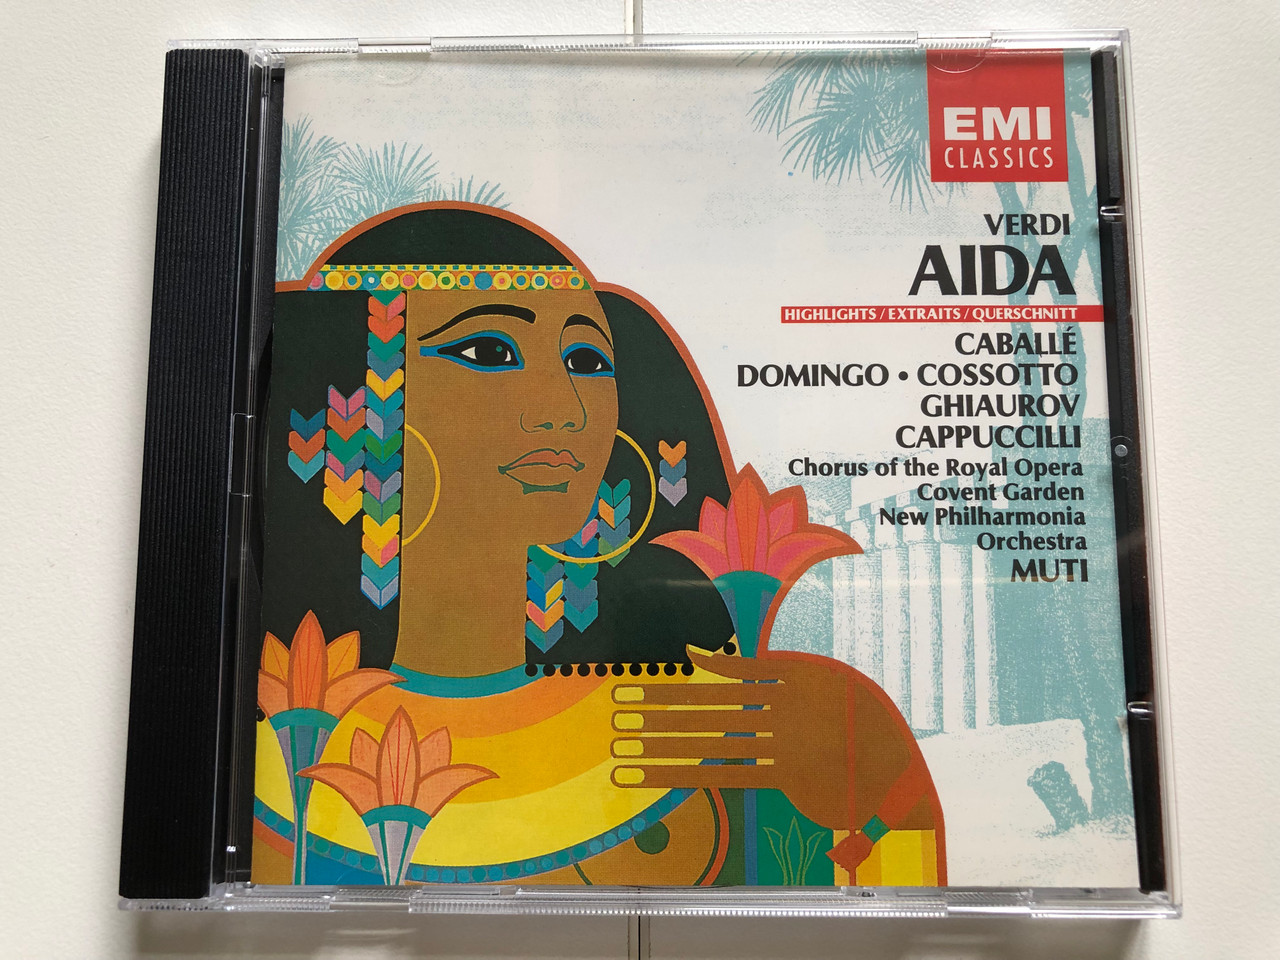 EMI
CLASSICS
VERDI
AIDA
HIGHLIGHTS/EXTRAITS/QUERSCHNITT
CABALLÉ
DOMINGO • COSSOTTO
GHIAUROV
CAPPUCCILLI
Chorus of the Royal Opera
Covent Garden
New Philharmonia
Orchestra
MUTI